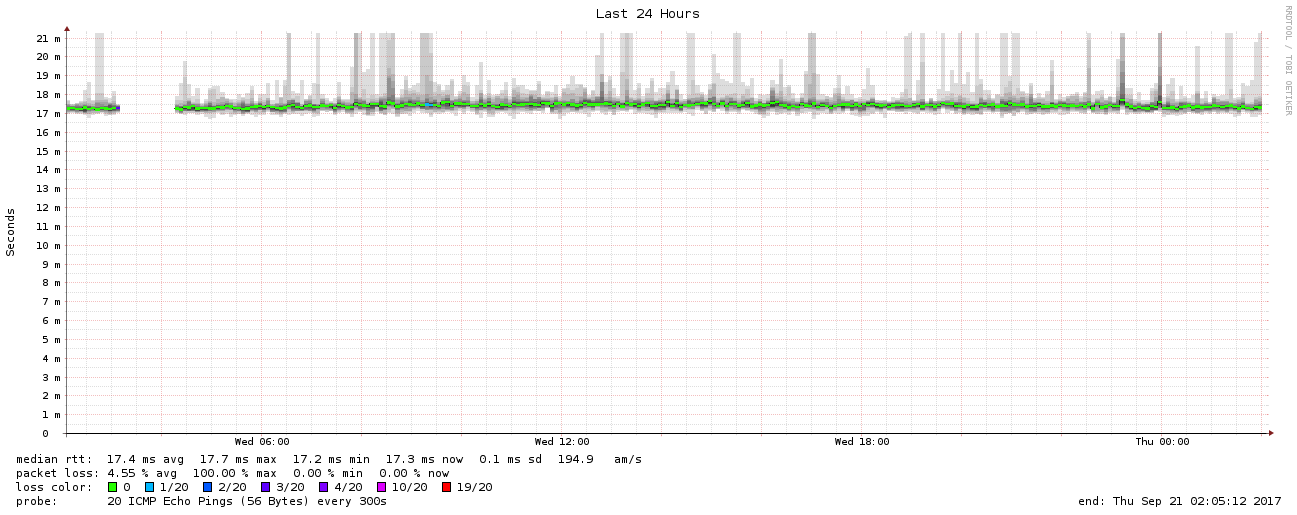 Last 24 Hours
RRDTOOL / TOBI OETIKER
Seconds
21 m
20 m
19 m
18 m
17 m
16 m
15 m
14 m
13 m
12 m
11 m
10 m
9 m
8 m
7 m
6 m
5 m
4 m
3 m
2 m
1 m
0
Wed 06:00 Wed 12:00 Wed 18:00 Thu 00:00
median rtt: 17.4 ms avg 17.7 ms max 17.2 ms min 17.3 ms now 0.1 ms sd 194.9 am/s
packet loss: 4.55 % avg 100.00 % max 0.00 % min 0.00 % now
loss color: 0 1/20 2/20 3/20 4/20 10/20 19/20
probe: 20 ICMP Echo Pings (56 Bytes) every 300s end: Thu Sep 21 02:05:12 2017